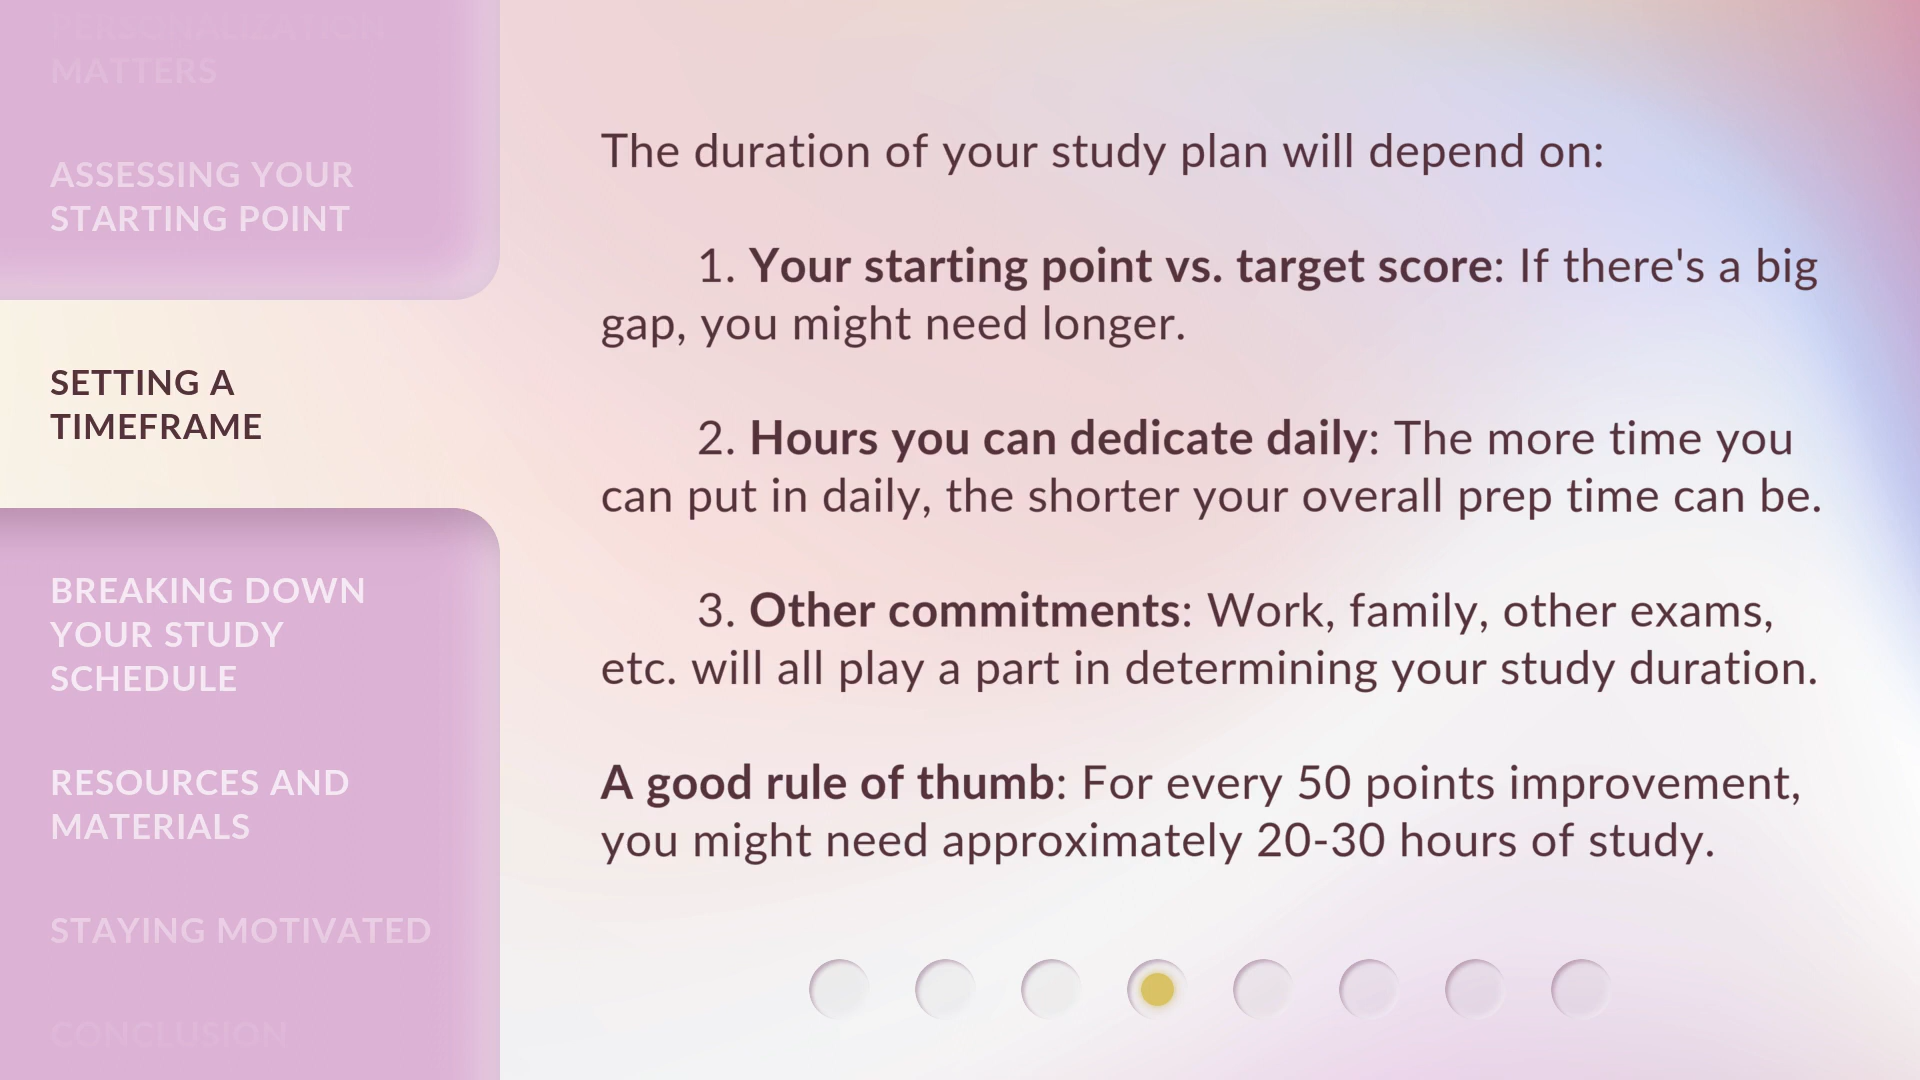 PERSONALIZATION
MATTERS
ASSESSING YOUR
STARTING POINT
SETTING A
TIMEFRAME
BREAKING DOWN
YOUR STUDY
SCHEDULE
RESOURCES AND
MATERIALS
STAYING MOTIVATED
CONCLUSION
The duration of your study plan will depend on:
1. Your starting point vs. target score: If there's a big
gap, you might need longer.
2. Hours you can dedicate daily: The more time you
can put in daily, the shorter your overall prep time can be.
3. Other commitments: Work, family, other exams,
etc. will all play a part in determining your study duration.
A good rule of thumb: For every 50 points improvement,
you might need approximately 20-30 hours of study.